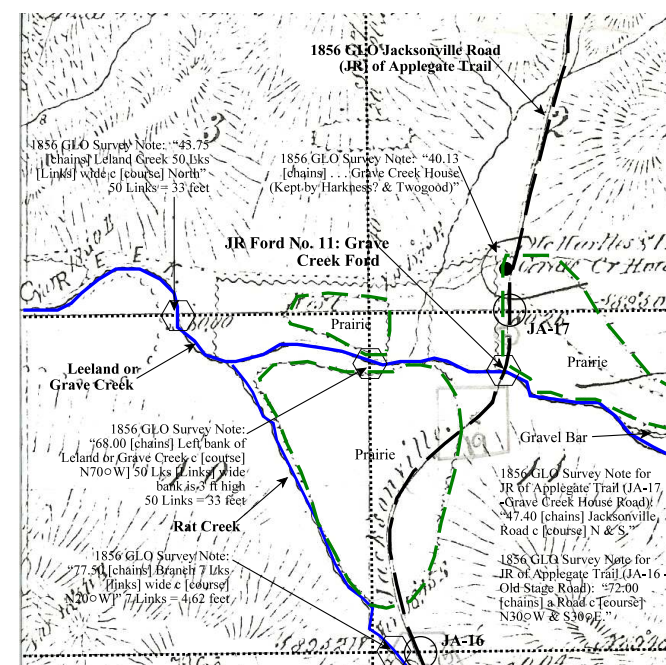 1856 GLO Jacksonville Road
(JR) of Applegate Trail
1856 GLO Survey Note: “43.75
[chains] Leland Creek 50 Lks
[Links] wide c [course] North”
50 Links = 33 feet
1856 GLO Survey Note: “40.13
[chains] . . . Grave Creek House
(Kept by Harkness? & Twogood)”
JR Ford No. 11: Grave
Creek Ford
Prairie
JA-17
Prairie
Leeland or
Grave Creek
1856 GLO Survey Note:
“68.00 [chains] Left bank of
Leland or Grave Creek c [course]
N70○W] 50 Lks [Links] wide
bank is 3 ft high
50 Links = 33 feet
Prairie
Gravel Bar
19
Jacksonville
Rat Creek
1856 GLO Survey Note for
JR of Applegate Trail (JA-17
-Grave Creek House Road):
“47.40 [chains] Jacksonville
Road c [course] N & S.”
1856 GLO Survey Note:
“77.50 [chains] Branch 7 Lks
[links] wide c [course]
N20○W]” 7 Links = 4.62 feet
1856 GLO Survey Note for
JR of Applegate Trail (JA-16 -
Old Stage Road): “72.00
[chains] a Road c [course]
N30○W & S30○E.”
JA-16